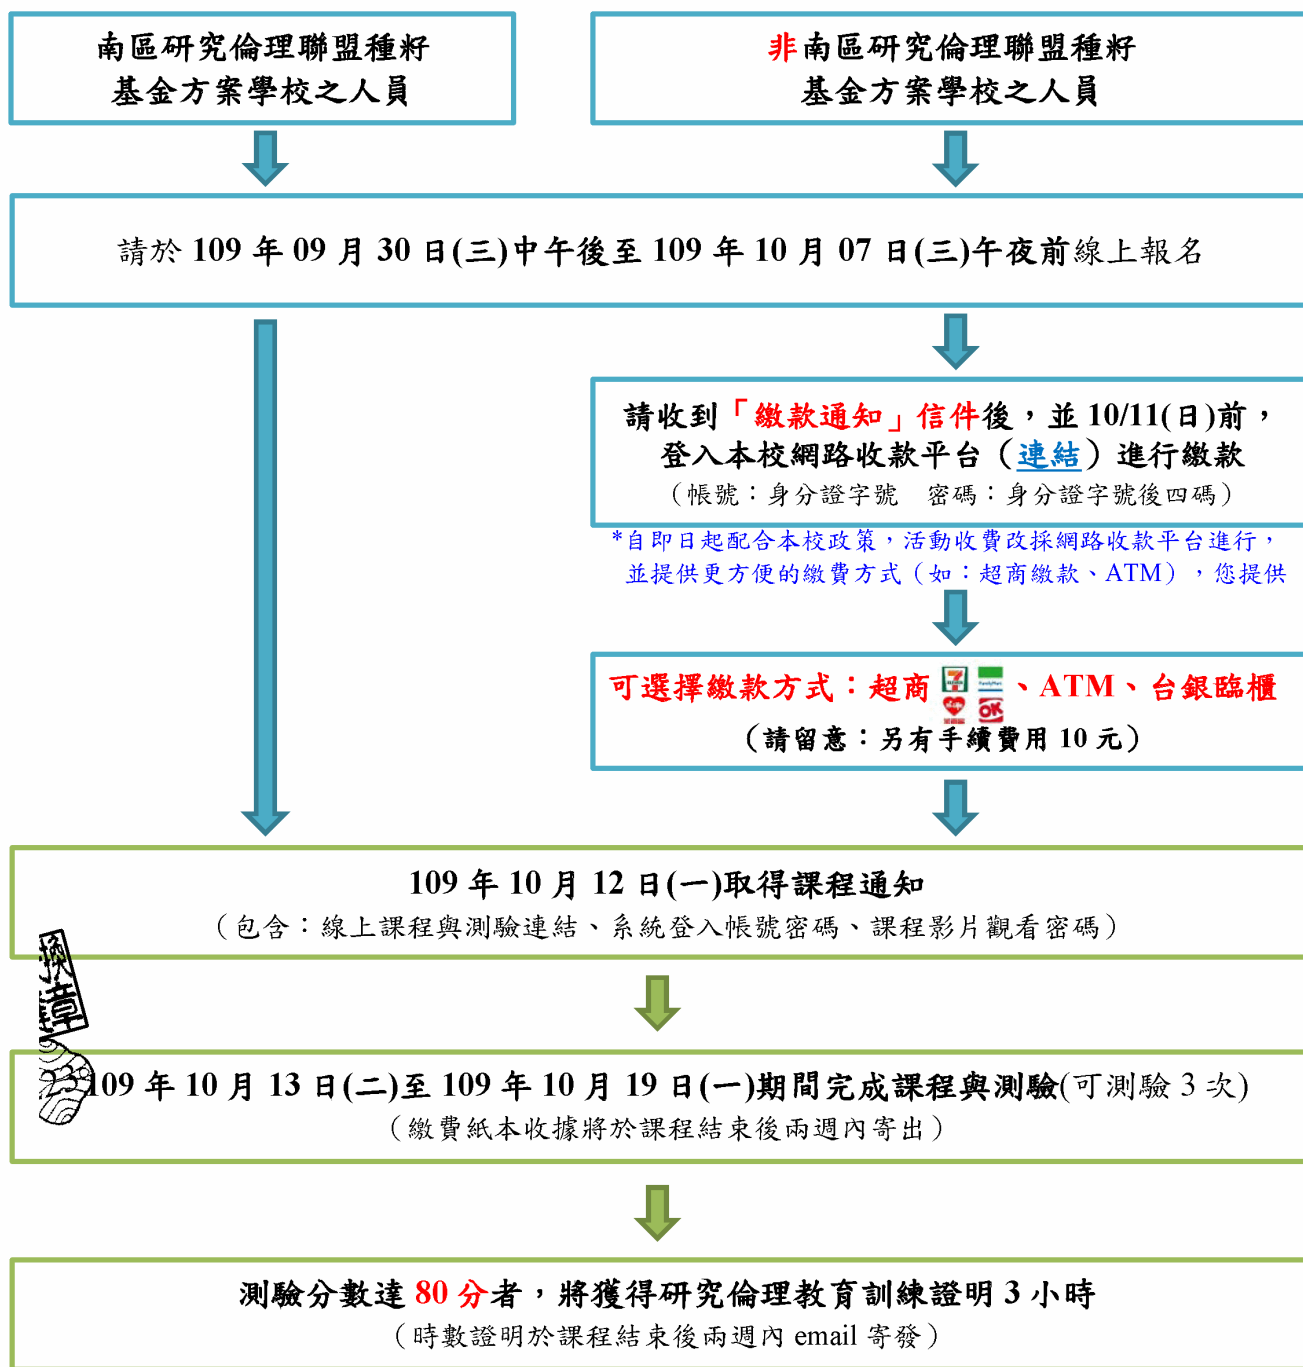 南區研究倫理聯盟種籽
基金方案學校之人員
非南區研究倫理聯盟種籽
基金方案學校之人員
請於 109 年 09 月 30 日(三)中午後至 109 年 10 月 07 日(三)午夜前線上報名
請收到「繳款通知」信件後，並 10/11(日)前，
登入本校網路收款平台（連結）進行繳款
（帳號：身分證字號　密碼：身分證字號後四碼）
*自即日起配合本校政策，活動收費改採網路收款平台進行，
並提供更方便的繳費方式（如：超商繳款、ATM），您提供
可選擇繳款方式：超商 7 ELEVEN FamilyMart OK 、ATM、台銀臨櫃
（請留意：另有手續費用 10 元）
109 年 10 月 12 日(一)取得課程通知
（包含：線上課程與測驗連結、系統登入帳號密碼、課程影片觀看密碼）
換章
109 年 10 月 13 日(二)至 109 年 10 月 19 日(一)期間完成課程與測驗(可測驗 3 次)
（繳費紙本收據將於課程結束後兩週內寄出）
測驗分數達 80 分者，將獲得研究倫理教育訓練證明 3 小時
（時數證明於課程結束後兩週內 email 寄發）